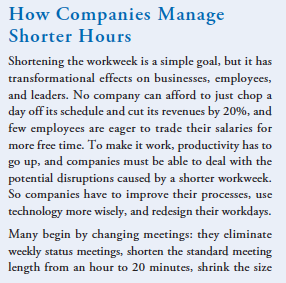 How Companies Manage
Shorter Hours
Shortening the workweek is a simple goal, but it has
transformational effects on businesses, employees,
and leaders. No company can afford to just chop a
day off its schedule and cut its revenues by 20%, and
few employees are eager to trade their salaries for
more free time. To make it work, productivity has to
go up, and companies must be able to deal with the
potential disruptions caused by a shorter workweek.
So companies have to improve their processes, use
technology more wisely, and redesign their workdays.
Many begin by changing meetings: they eliminate
weekly status meetings, shorten the standard meeting
length from an hour to 20 minutes, shrink the size